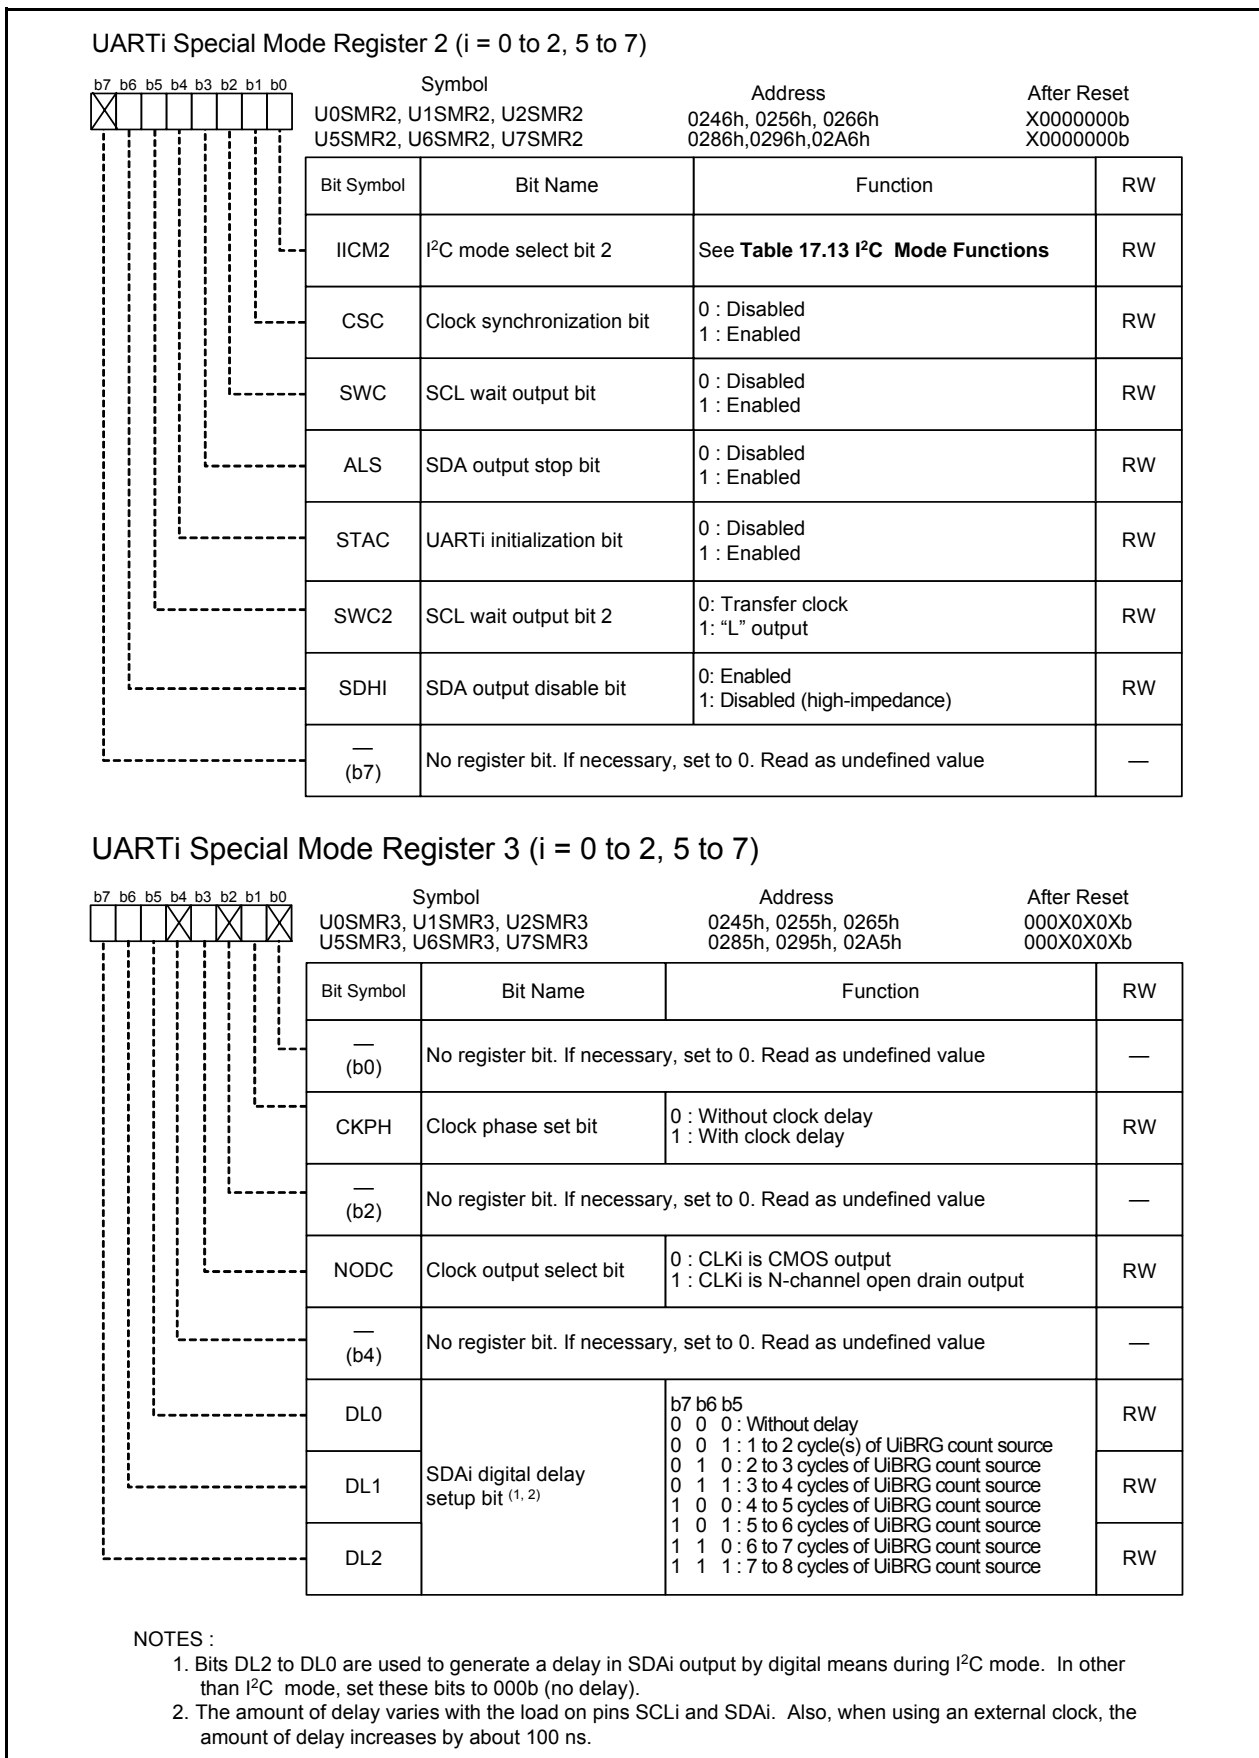 UARTi Special Mode Register 2 (i = 0 to 2, 5 to 7)
b7 b6 b5 b4 b3 b2 b1 b0
Symbol Address After Reset
U0SMR2, U1SMR2, U2SMR2 0246h, 0256h, 0266h X0000000b
U5SMR2, U6SMR2, U7SMR2 0286h,0296h,02A6h X0000000b
Bit Symbol Bit Name Function RW
IICM2 I²C mode select bit 2 See Table 17.13 I²C Mode Functions RW
CSC Clock synchronization bit 0 : Disabled
1 : Enabled RW
SWC SCL wait output bit 0 : Disabled
1 : Enabled RW
ALS SDA output stop bit 0 : Disabled
1 : Enabled RW
STAC UARTi initialization bit 0 : Disabled
1 : Enabled RW
SWC2 SCL wait output bit 2 0: Transfer clock
1: “L” output RW
SDHI SDA output disable bit 0: Enabled
1: Disabled (high-impedance) RW
—
(b7) No register bit. If necessary, set to 0. Read as undefined value —
UARTi Special Mode Register 3 (i = 0 to 2, 5 to 7)
b7 b6 b5 b4 b3 b2 b1 b0
Symbol Address After Reset
U0SMR3, U1SMR3, U2SMR3 0245h, 0255h, 0265h 000X0X0Xb
U5SMR3, U6SMR3, U7SMR3 0285h, 0295h, 02A5h 000X0X0Xb
Bit Symbol Bit Name Function RW
—
(b0) No register bit. If necessary, set to 0. Read as undefined value —
CKPH Clock phase set bit 0 : Without clock delay
1 : With clock delay RW
—
(b2) No register bit. If necessary, set to 0. Read as undefined value —
NODC Clock output select bit 0 : CLKi is CMOS output
1 : CLKi is N-channel open drain output RW
—
(b4) No register bit. If necessary, set to 0. Read as undefined value —
DL0 RW
DL1 RW
DL2 RW
SDAi digital delay
setup bit (1, 2)
b7 b6 b5
0 0 0 : Without delay
0 0 1 : 1 to 2 cycle(s) of UiBRG count source
0 1 0 : 2 to 3 cycles of UiBRG count source
0 1 1 : 3 to 4 cycles of UiBRG count source
1 0 0 : 4 to 5 cycles of UiBRG count source
1 0 1 : 5 to 6 cycles of UiBRG count source
1 1 0 : 6 to 7 cycles of UiBRG count source
1 1 1 : 7 to 8 cycles of UiBRG count source
NOTES :
1. Bits DL2 to DL0 are used to generate a delay in SDAi output by digital means during I²C mode. In other
than I²C mode, set these bits to 000b (no delay).
2. The amount of delay varies with the load on pins SCLi and SDAi. Also, when using an external clock, the
amount of delay increases by about 100 ns.